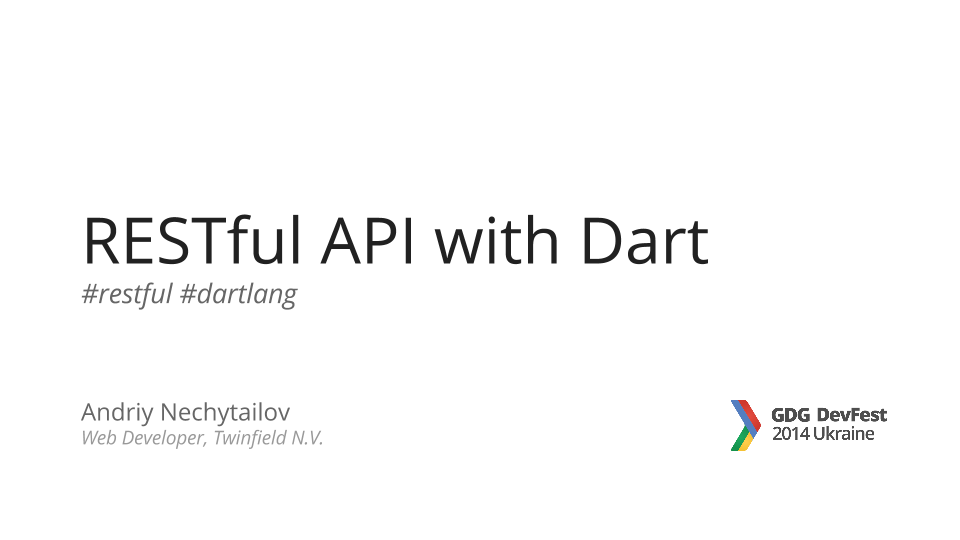 RESTful API with Dart
#restful #dartlang
Andriy Nechytailov
Web Developer, Twinfield N.V.
GDG DevFest
2014 Ukraine